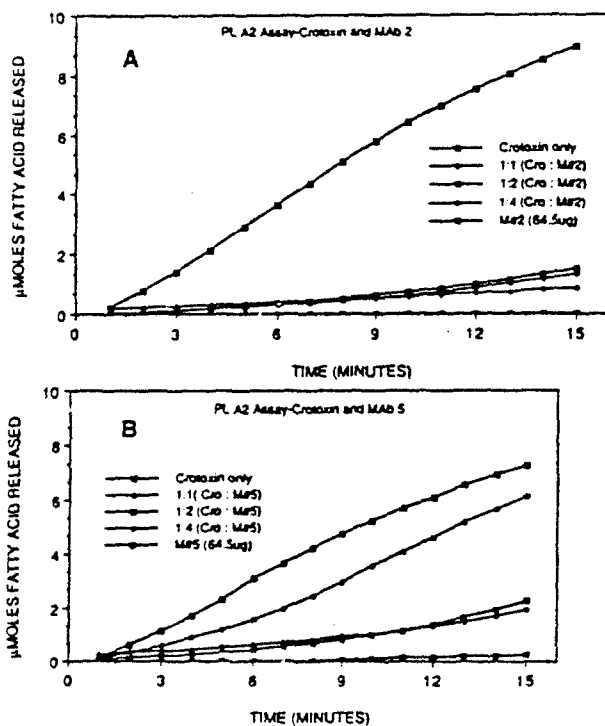 PL A2 Assay-Crotoxin and MAb 2
A
µMOLES FATTY ACID RELEASED
10
8
6
4
2
0
Crotoxin only
1:1 (Cro : M#2)
1:2 (Cro : M#2)
1:4 (Cro : M#2)
M#2 (64.5ug)
0 3 6 9 12 15
TIME (MINUTES)
PL A2 Assay-Crotoxin and MAb 5
B
µMOLES FATTY ACID RELEASED
10
8
6
4
2
0
Crotoxin only
1:1 (Cro : M#5)
1:2 (Cro : M#5)
1:4 (Cro : M#5)
M#5 (64.5ug)
0 3 6 9 12 15
TIME (MINUTES)